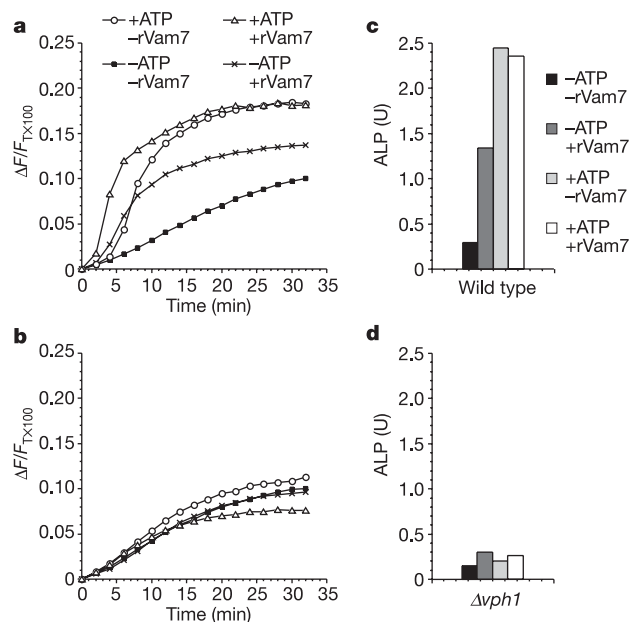 a
+ATP
–rVam7
+ATP
+rVam7
–ATP
–rVam7
–ATP
+rVam7
ΔF/F_TX100
0.25
0.20
0.15
0.10
0.05
0
0 5 10 15 20 25 30 35
Time (min)
b
ΔF/F_TX100
0.25
0.20
0.15
0.10
0.05
0
0 5 10 15 20 25 30 35
Time (min)
c
ALP (U)
2.5
2.0
1.5
1.0
0.5
0
Wild type
–ATP
–rVam7
–ATP
+rVam7
+ATP
–rVam7
+ATP
+rVam7
d
ALP (U)
2.5
2.0
1.5
1.0
0.5
0
Δvph1